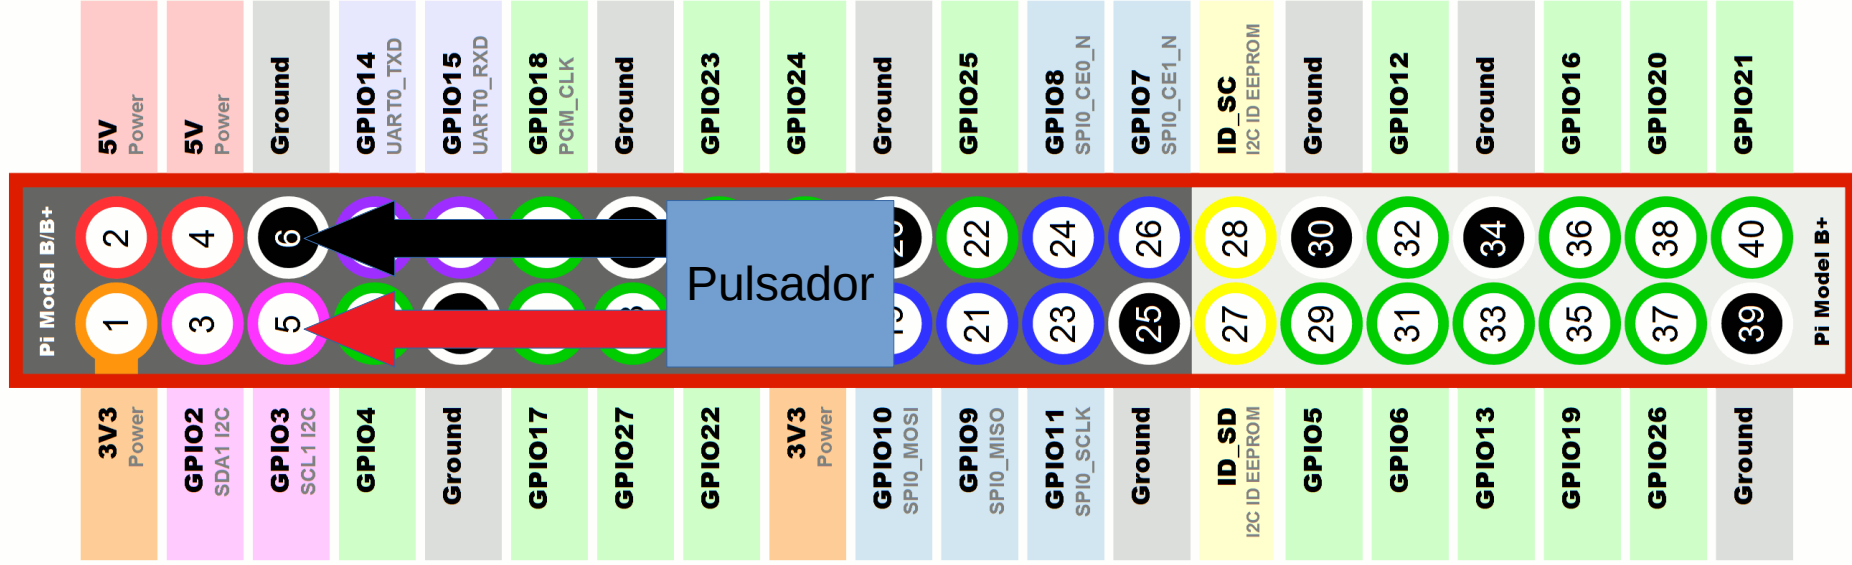 5V
Power
5V
Power
Ground
GPIO14
UART0_TXD
GPIO15
UART0_RXD
GPIO18
PCM_CLK
Ground
GPIO23
GPIO24
Ground
GPIO25
GPIO8
SPI0_CE0_N
GPIO7
SPI0_CE1_N
ID_SC
I2C ID EEPROM
Ground
GPIO12
Ground
GPIO16
GPIO20
GPIO21
Pi Model B/B+
2
4
6
22
24
26
28
30
32
34
36
38
40
Pulsador
1
3
5
21
23
25
27
29
31
33
35
37
39
Pi Model B+
3V3
Power
GPIO2
SDA1 I2C
GPIO3
SCL1 I2C
GPIO4
Ground
GPIO17
GPIO27
GPIO22
3V3
Power
GPIO10
SPI0_MOSI
GPIO9
SPI0_MISO
GPIO11
SPI0_SCLK
Ground
ID_SD
I2C ID EEPROM
GPIO5
GPIO6
GPIO13
GPIO19
GPIO26
Ground